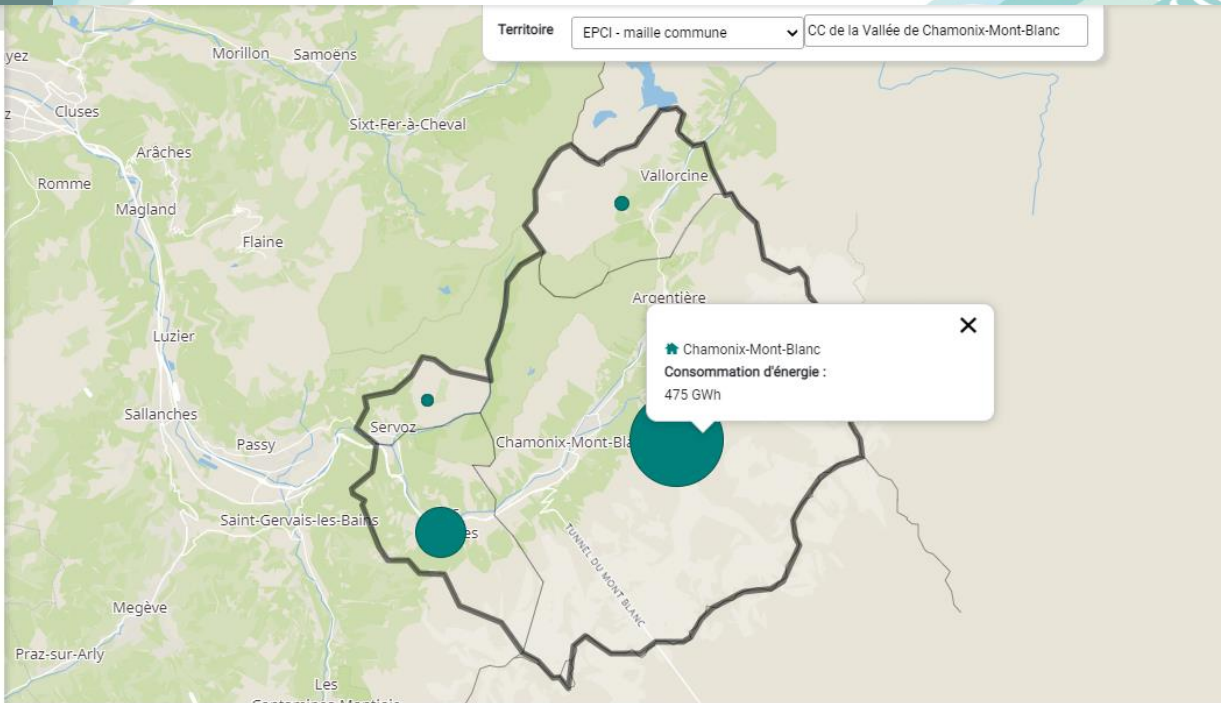 Territoire
EPCI - maille commune
CC de la Vallée de Chamonix-Mont-Blanc
yez
Morillon
Samoëns
Cluses
z
Sixt-Fer-à-Cheval
Arâches
Romme
Vallorcine
Magland
Flaine
Argentière
Luzier
Chamonix-Mont-Blanc
Consommation d'énergie :
475 GWh
Sallanches
Servoz
Passy
Chamonix-Mont-Bla
Saint-Gervais-les-Bains
es
TUNNEL DU MONT BLANC
Megève
Praz-sur-Arly
Les